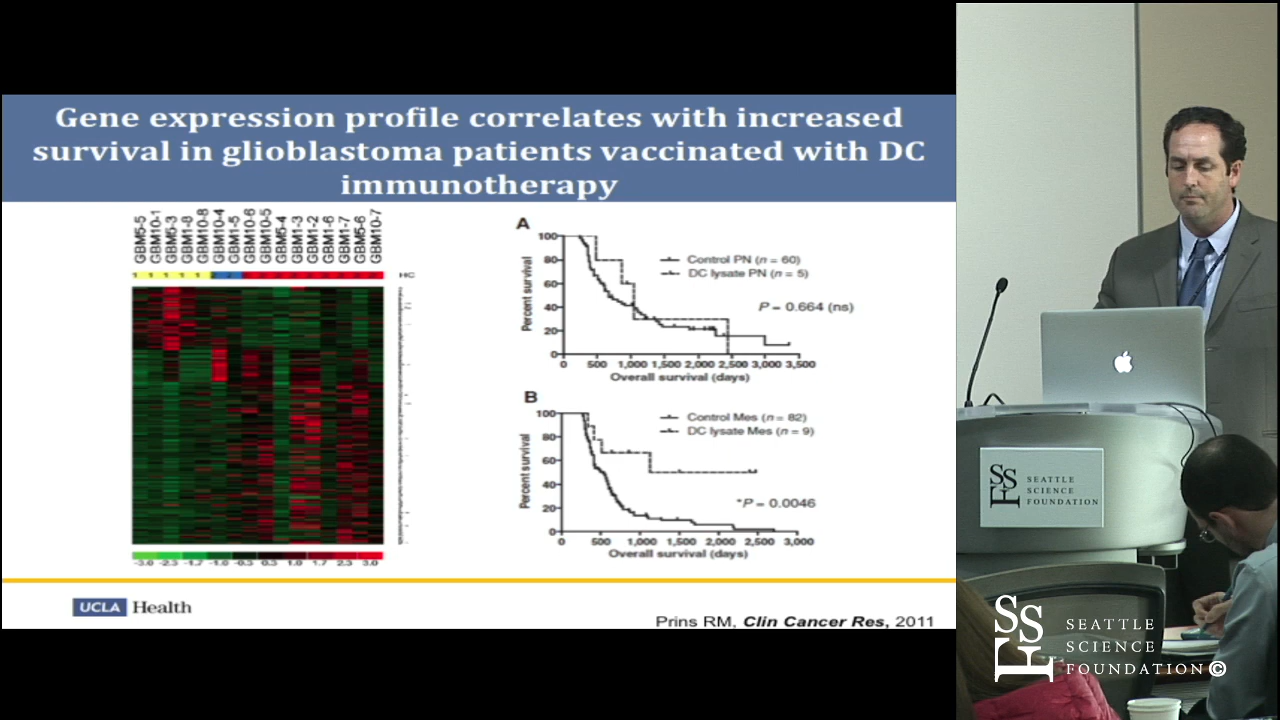 Gene expression profile correlates with increased
survival in glioblastoma patients vaccinated with DC
immunotherapy
GBM5-5
GBM10-1
GBM5-3
GBM1-8
GBM10-8
GBM10-4
GBM1-5
GBM10-6
GBM10-5
GBM5-4
GBM1-3
GBM1-2
GBM1-6
GBM1-7
GBM5-6
GBM10-7
1 1 1 1 1
HC
-3.0 -2.3 -1.7 -1.0 -0.3 0.3 1.0 1.7 2.3 3.0
A
Percent survival
100
80
60
40
20
0
0 500 1,000 1,500 2,000 2,500 3,000 3,500
Overall survival (days)
Control PN (n = 60)
DC lysate PN (n = 5)
P = 0.664 (ns)
B
Percent survival
100
80
60
40
20
0
0 500 1,000 1,500 2,000 2,500 3,000
Overall survival (days)
Control Mes (n = 82)
DC lysate Mes (n = 9)
*P = 0.0046
UCLA Health
Prins RM, Clin Cancer Res, 2011
SSF
SEATTLE
SCIENCE
FOUNDATION
SSF
SEATTLE
SCIENCE
FOUNDATION©